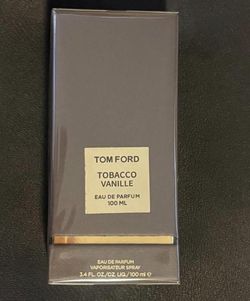 TOM FORD
TOBACCO
VANILLE
EAU DE PARFUM
100 ML
EAU DE PARFUM
VAPORISATEUR SPRAY
3.4 FL. OZ./OZ. LIQ./100 ml ℮